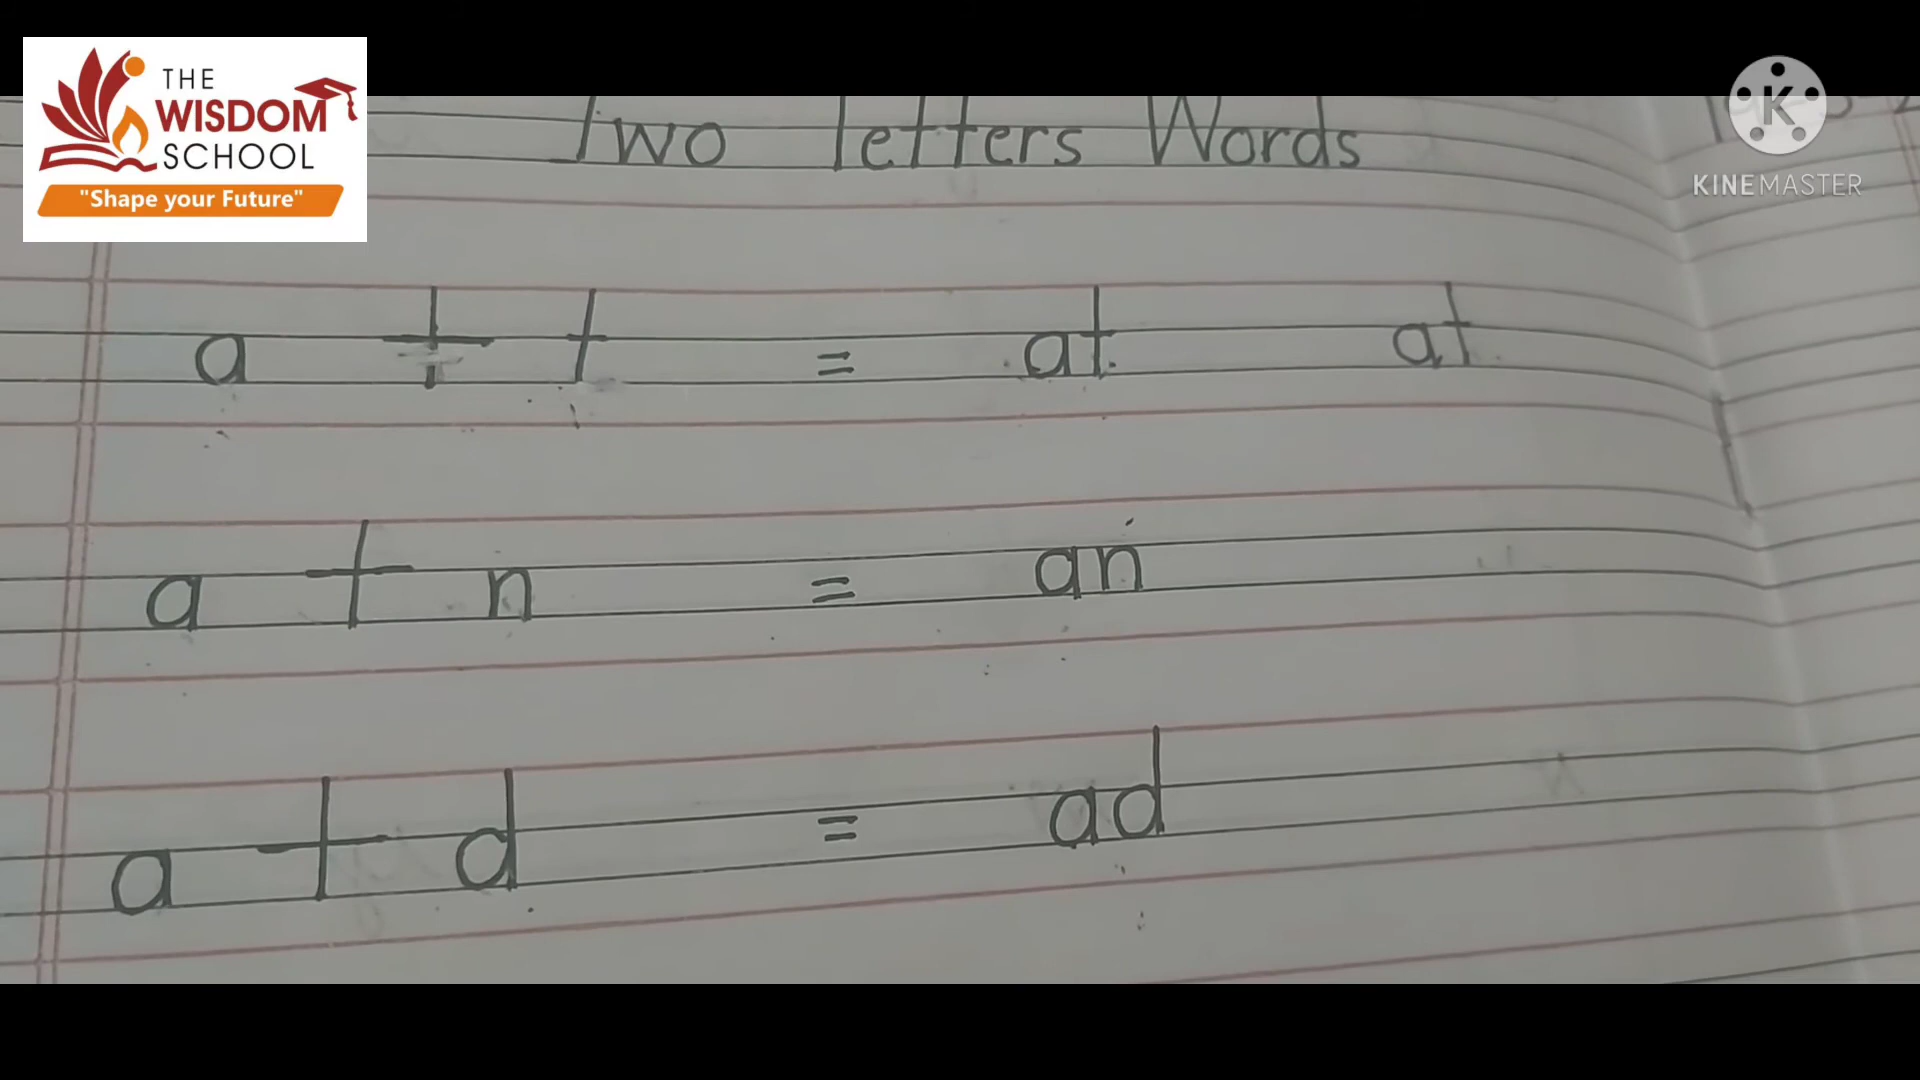 THE
WISDOM
SCHOOL
"Shape your Future"
KINEMASTER
Two letters Words
a + t = at at
a + n = an
a + d = ad